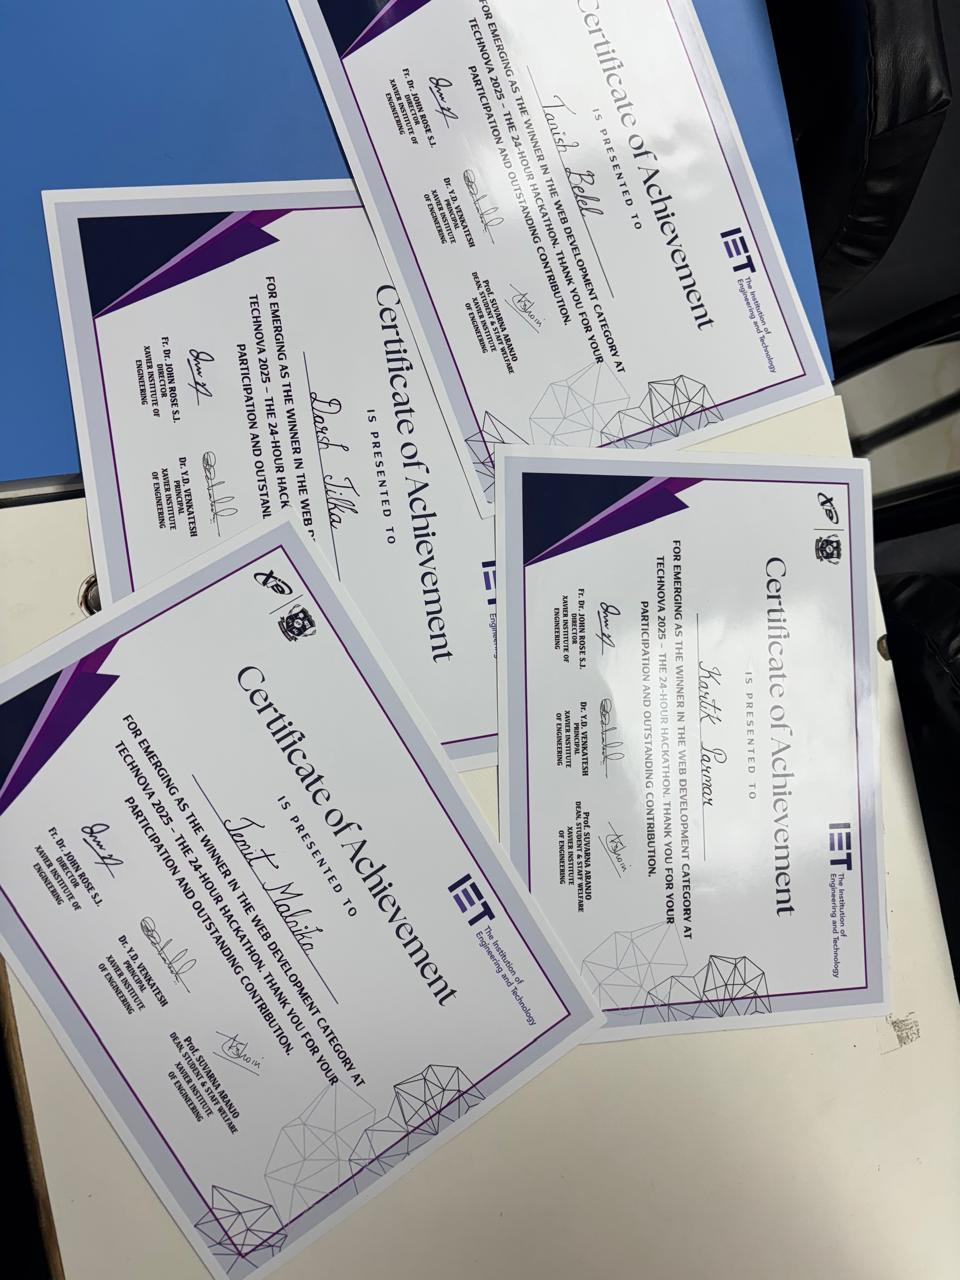 Certificate of Achievement
IS PRESENTED TO
Tanish Belel
FOR EMERGING AS THE WINNER IN THE WEB DEVELOPMENT CATEGORY AT
TECHNOVA 2025 – THE 24-HOUR HACKATHON. THANK YOU FOR YOUR
PARTICIPATION AND OUTSTANDING CONTRIBUTION.
Fr. Dr. JOHN ROSE S.J.
DIRECTOR
XAVIER INSTITUTE OF
ENGINEERING
Dr. Y.D. VENKATESH
PRINCIPAL
XAVIER INSTITUTE
OF ENGINEERING
Prof. SUVARNA ARANJO
DEAN, STUDENT & STAFF WELFARE
XAVIER INSTITUTE
OF ENGINEERING
IET
The Institution of
Engineering and Technology
Certificate of Achievement
IS PRESENTED TO
Darsh Tilka
FOR EMERGING AS THE WINNER IN THE WEB
TECHNOVA 2025 – THE 24-HOUR HACK
PARTICIPATION AND
Fr. Dr. JOHN ROSE S.J.
DIRECTOR
XAVIER INSTITUTE OF
ENGINEERING
Dr. Y.D. VENKATESH
PRINCIPAL
XAVIER INSTITUTE
OF ENGINEERING
Certificate of Achievement
IS PRESENTED TO
Kartik Parmar
FOR EMERGING AS THE WINNER IN THE WEB DEVELOPMENT CATEGORY AT
TECHNOVA 2025 – THE 24-HOUR HACKATHON. THANK YOU FOR YOUR
PARTICIPATION AND OUTSTANDING CONTRIBUTION.
Fr. Dr. JOHN ROSE S.J.
DIRECTOR
XAVIER INSTITUTE OF
ENGINEERING
Dr. Y.D. VENKATESH
PRINCIPAL
XAVIER INSTITUTE
OF ENGINEERING
Prof. SUVARNA ARANJO
DEAN, STUDENT & STAFF WELFARE
XAVIER INSTITUTE
OF ENGINEERING
IET
The Institution of
Engineering and Technology
Certificate of Achievement
IS PRESENTED TO
Jemit Malaika
FOR EMERGING AS THE WINNER IN THE WEB DEVELOPMENT CATEGORY AT
TECHNOVA 2025 – THE 24-HOUR HACKATHON. THANK YOU FOR YOUR
PARTICIPATION AND OUTSTANDING CONTRIBUTION.
Fr. Dr. JOHN ROSE S.J.
DIRECTOR
XAVIER INSTITUTE OF
ENGINEERING
Dr. Y.D. VENKATESH
PRINCIPAL
XAVIER INSTITUTE
OF ENGINEERING
Prof. SUVARNA ARANJO
DEAN, STUDENT & STAFF WELFARE
XAVIER INSTITUTE
OF ENGINEERING
IET
The Institution of
Engineering and Technology